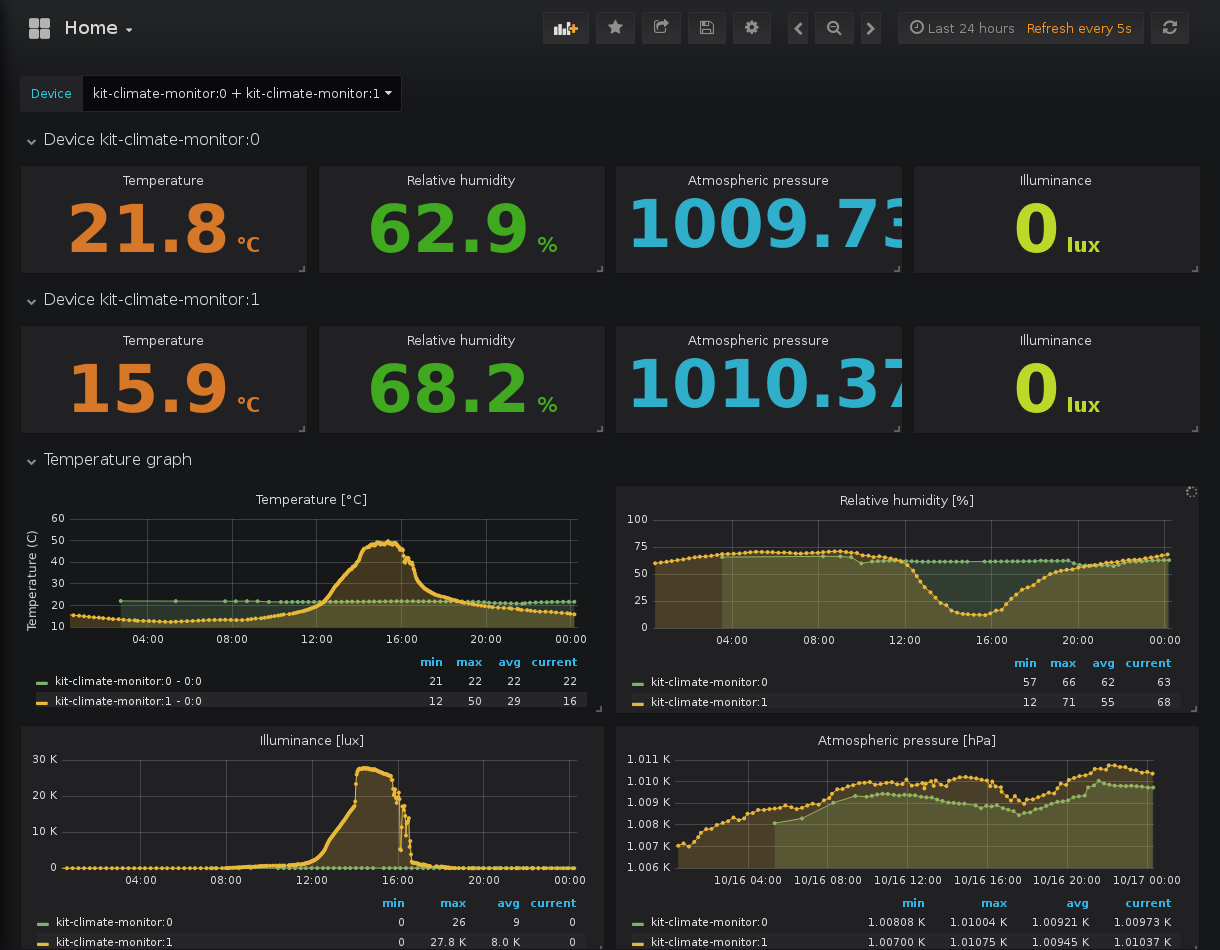 Home
Last 24 hours Refresh every 5s
Device kit-climate-monitor:0 + kit-climate-monitor:1
Device kit-climate-monitor:0
Temperature Relative humidity Atmospheric pressure Illuminance
21.8 °C 62.9 % 1009.73 0 lux
Device kit-climate-monitor:1
Temperature Relative humidity Atmospheric pressure Illuminance
15.9 °C 68.2 % 1010.37 0 lux
Temperature graph
Temperature [°C]
Temperature (C)
60
50
40
30
20
10
04:00 08:00 12:00 16:00 20:00 00:00
min max avg current
kit-climate-monitor:0 - 0:0 21 22 22 22
kit-climate-monitor:1 - 0:0 12 50 29 16
Relative humidity [%]
100
75
50
25
0
04:00 08:00 12:00 16:00 20:00 00:00
min max avg current
kit-climate-monitor:0 57 66 62 63
kit-climate-monitor:1 12 71 55 68
Illuminance [lux]
30 K
20 K
10 K
0
04:00 08:00 12:00 16:00 20:00 00:00
min max avg current
kit-climate-monitor:0 0 26 9 0
kit-climate-monitor:1 0 27.8 K 8.0 K 0
Atmospheric pressure [hPa]
1.011 K
1.010 K
1.009 K
1.008 K
1.007 K
1.006 K
10/16 04:00 10/16 08:00 10/16 12:00 10/16 16:00 10/16 20:00 10/17 00:00
min max avg current
kit-climate-monitor:0 1.00808 K 1.01004 K 1.00921 K 1.00973 K
kit-climate-monitor:1 1.00700 K 1.01075 K 1.00945 K 1.01037 K